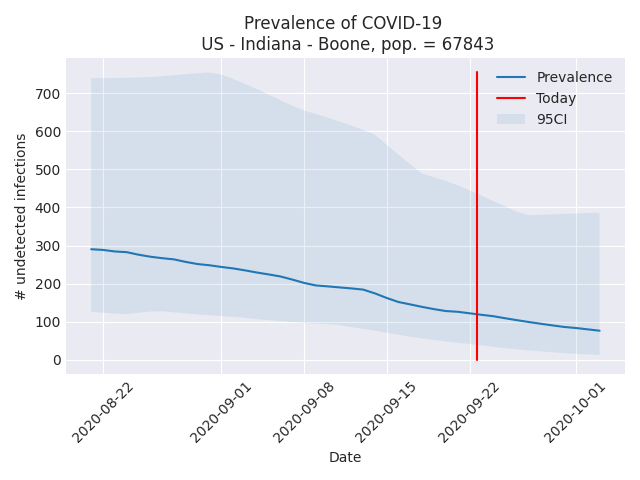 Prevalence of COVID-19
US - Indiana - Boone, pop. = 67843
Prevalence
Today
95CI
# undetected infections
700
600
500
400
300
200
100
0
2020-08-22
2020-09-01
2020-09-08
2020-09-15
2020-09-22
2020-10-01
Date